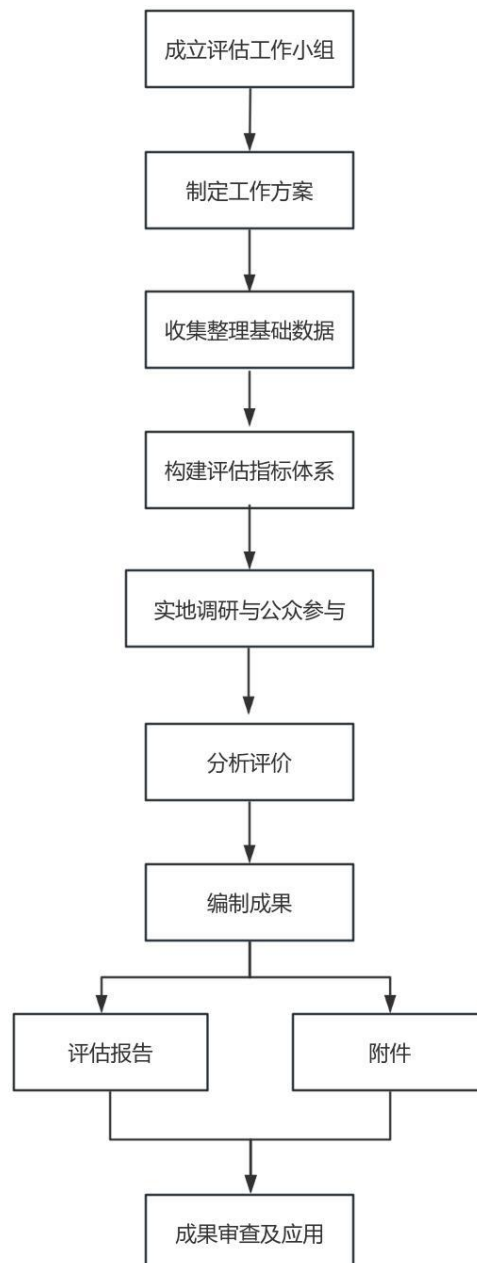 成立评估工作小组
制定工作方案
收集整理基础数据
构建评估指标体系
实地调研与公众参与
分析评价
编制成果
评估报告
附件
成果审查及应用